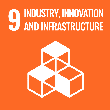 9 INDUSTRY, INNOVATION
AND INFRASTRUCTURE